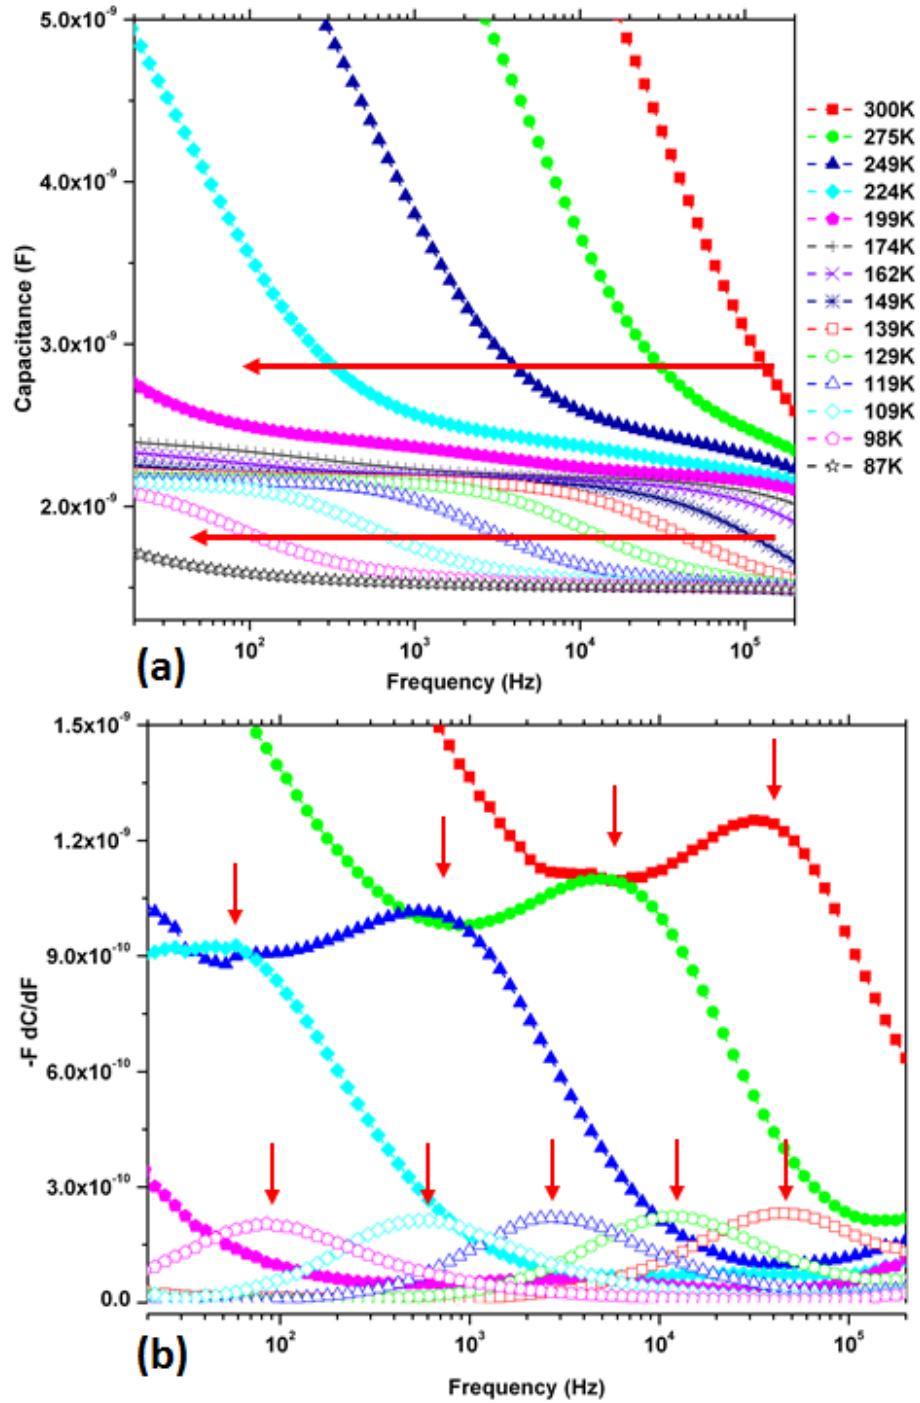 5.0x10⁻⁹
4.0x10⁻⁹
3.0x10⁻⁹
2.0x10⁻⁹
Capacitance (F)
10² 10³ 10⁴ 10⁵
Frequency (Hz)
(a)
300K
275K
249K
224K
199K
174K
162K
149K
139K
129K
119K
109K
98K
87K
1.5x10⁻⁹
1.2x10⁻⁹
9.0x10⁻¹⁰
6.0x10⁻¹⁰
3.0x10⁻¹⁰
0.0
-F dC/dF
10² 10³ 10⁴ 10⁵
Frequency (Hz)
(b)